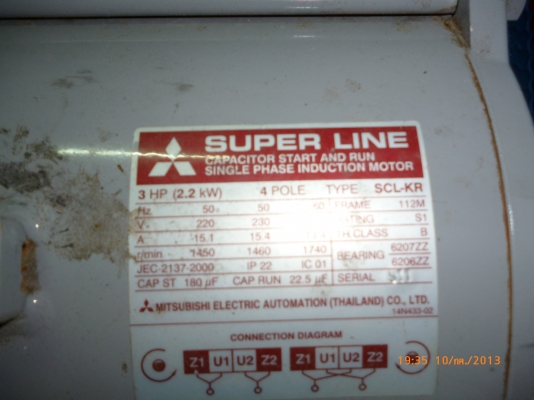 SUPER LINE
CAPACITOR START AND RUN
SINGLE PHASE INDUCTION MOTOR
3 HP (2.2 kW) 4 POLE TYPE SCL-KR
Hz 50 50 60 FRAME 112M
V 220 230 S1
A 15.1 15.4 TH.CLASS B
r/min 1450 1460 1740 BEARING 6207ZZ
JEC-2137-2000 IP 22 IC 01 6206ZZ
CAP ST 180 µF CAP RUN 22.5 µF SERIAL
MITSUBISHI ELECTRIC AUTOMATION (THAILAND) CO., LTD.
14N433-02
CONNECTION DIAGRAM
Z1 U1 U2 Z2 Z1 U1 U2 Z2
19:35 10/กค./2013